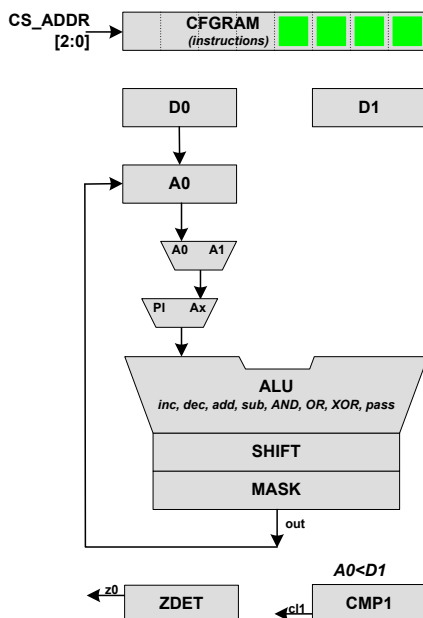 CS_ADDR
[2:0]
CFGRAM
(instructions)
D0
D1
A0
A0 A1
PI Ax
ALU
inc, dec, add, sub, AND, OR, XOR, pass
SHIFT
MASK
out
A0<D1
z0
ZDET
cl1
CMP1